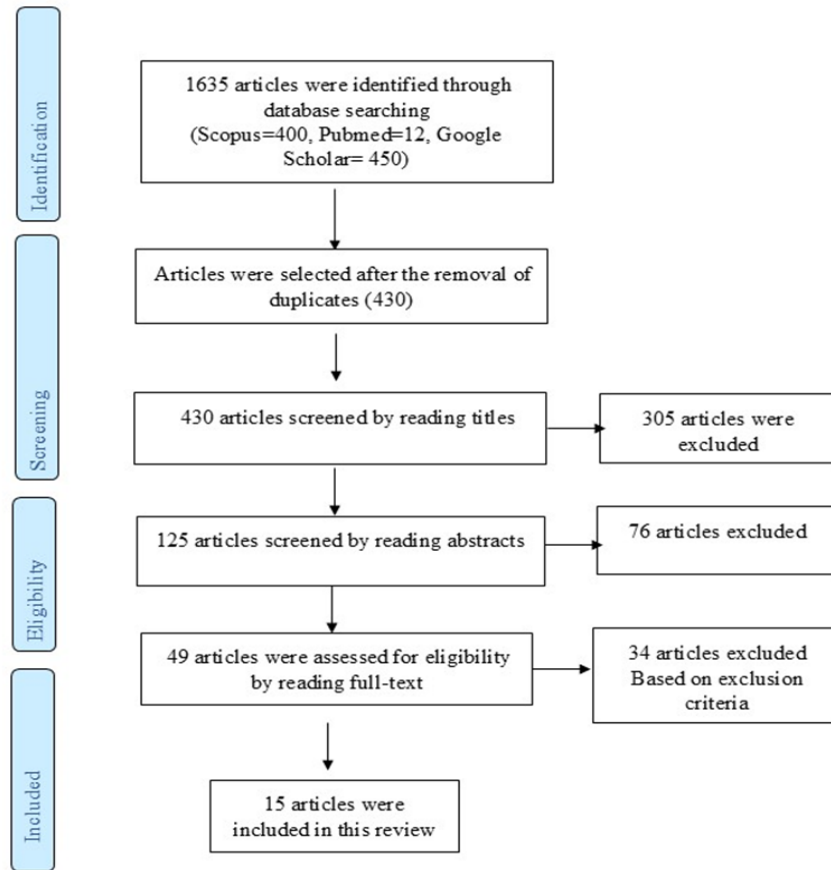 Identification
1635 articles were identified through
database searching
(Scopus=400, Pubmed=12, Google
Scholar= 450)
Articles were selected after the removal of
duplicates (430)
Screening
430 articles screened by reading titles
305 articles were
excluded
Eligibility
125 articles screened by reading abstracts
76 articles excluded
49 articles were assessed for eligibility
by reading full-text
34 articles excluded
Based on exclusion
criteria
Included
15 articles were
included in this review